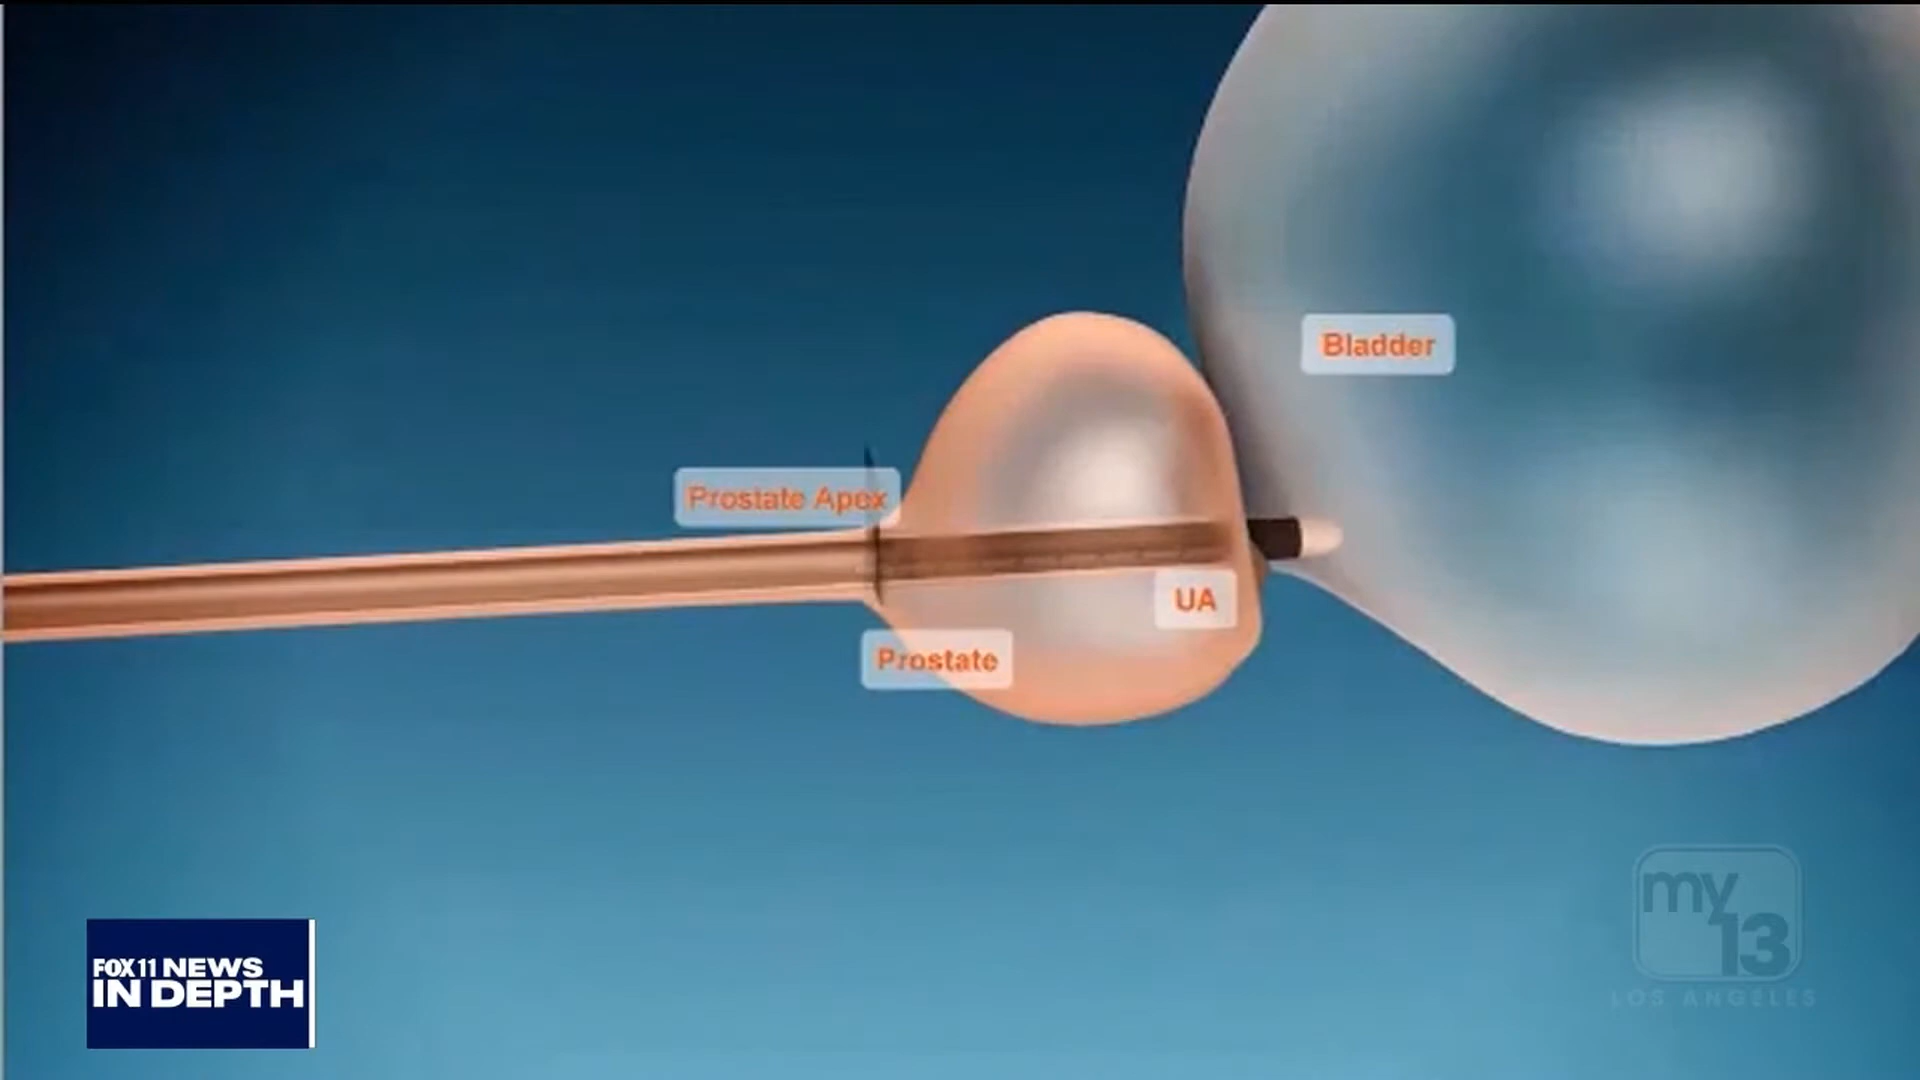 Bladder
Prostate Apex
UA
Prostate
my
13
LOS ANGELES
FOX 11 NEWS
IN DEPTH